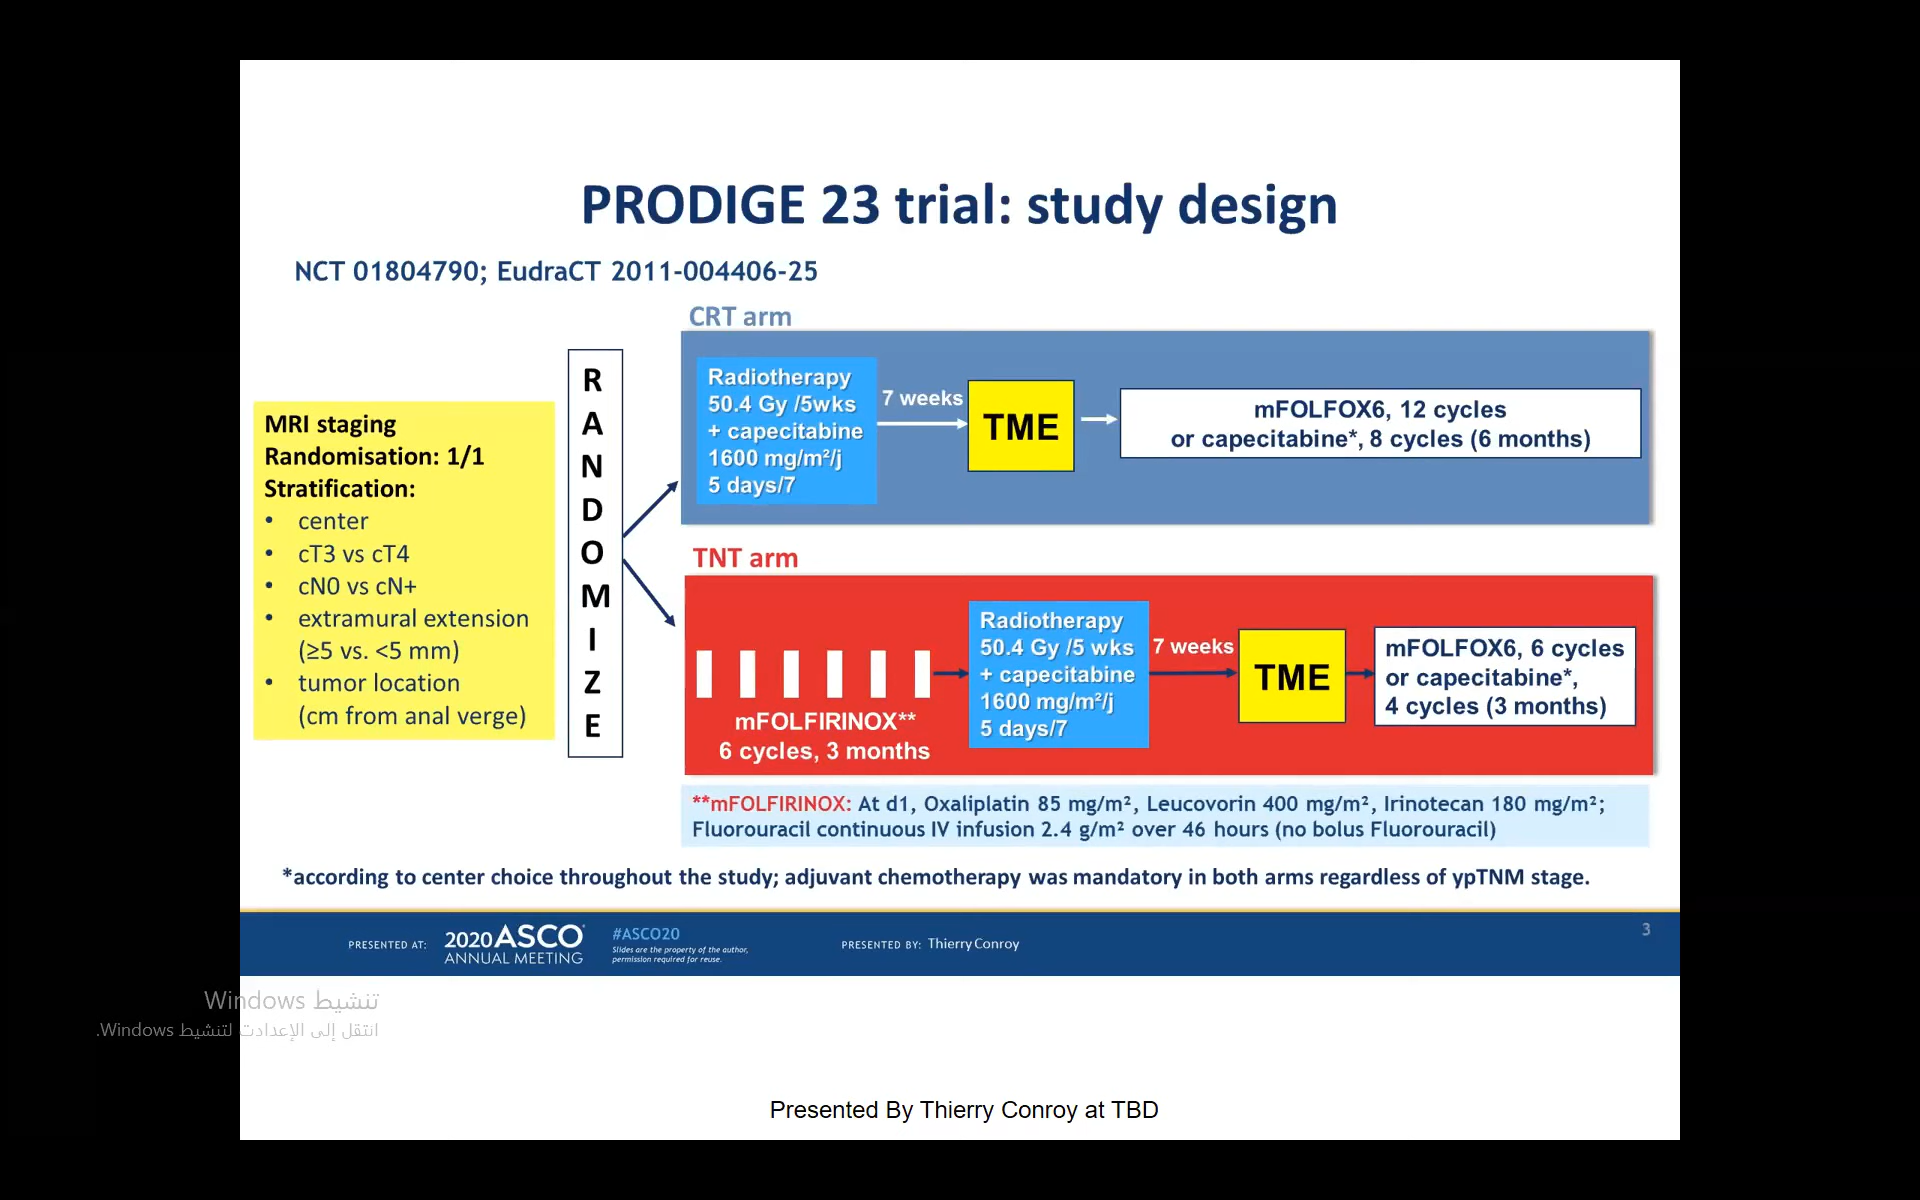 PRODIGE 23 trial: study design
NCT 01804790; EudraCT 2011-004406-25
MRI staging
Randomisation: 1/1
Stratification:
• center
• cT3 vs cT4
• cN0 vs cN+
• extramural extension
(≥5 vs. <5 mm)
• tumor location
(cm from anal verge)
R
A
N
D
O
M
I
Z
E
CRT arm
Radiotherapy
50.4 Gy /5wks
+ capecitabine
1600 mg/m²/j
5 days/7
7 weeks
TME
mFOLFOX6, 12 cycles
or capecitabine*, 8 cycles (6 months)
TNT arm
mFOLFIRINOX**
6 cycles, 3 months
Radiotherapy
50.4 Gy /5 wks
+ capecitabine
1600 mg/m²/j
5 days/7
7 weeks
TME
mFOLFOX6, 6 cycles
or capecitabine*,
4 cycles (3 months)
**mFOLFIRINOX: At d1, Oxaliplatin 85 mg/m², Leucovorin 400 mg/m², Irinotecan 180 mg/m²;
Fluorouracil continuous IV infusion 2.4 g/m² over 46 hours (no bolus Fluorouracil)
*according to center choice throughout the study; adjuvant chemotherapy was mandatory in both arms regardless of ypTNM stage.
PRESENTED AT:
2020 ASCO
ANNUAL MEETING
#ASCO20
Slides are the property of the author,
permission required for reuse.
PRESENTED BY: Thierry Conroy
3
تنشيط Windows
انتقل إلى الإعدادت لتنشيط Windows.
Presented By Thierry Conroy at TBD